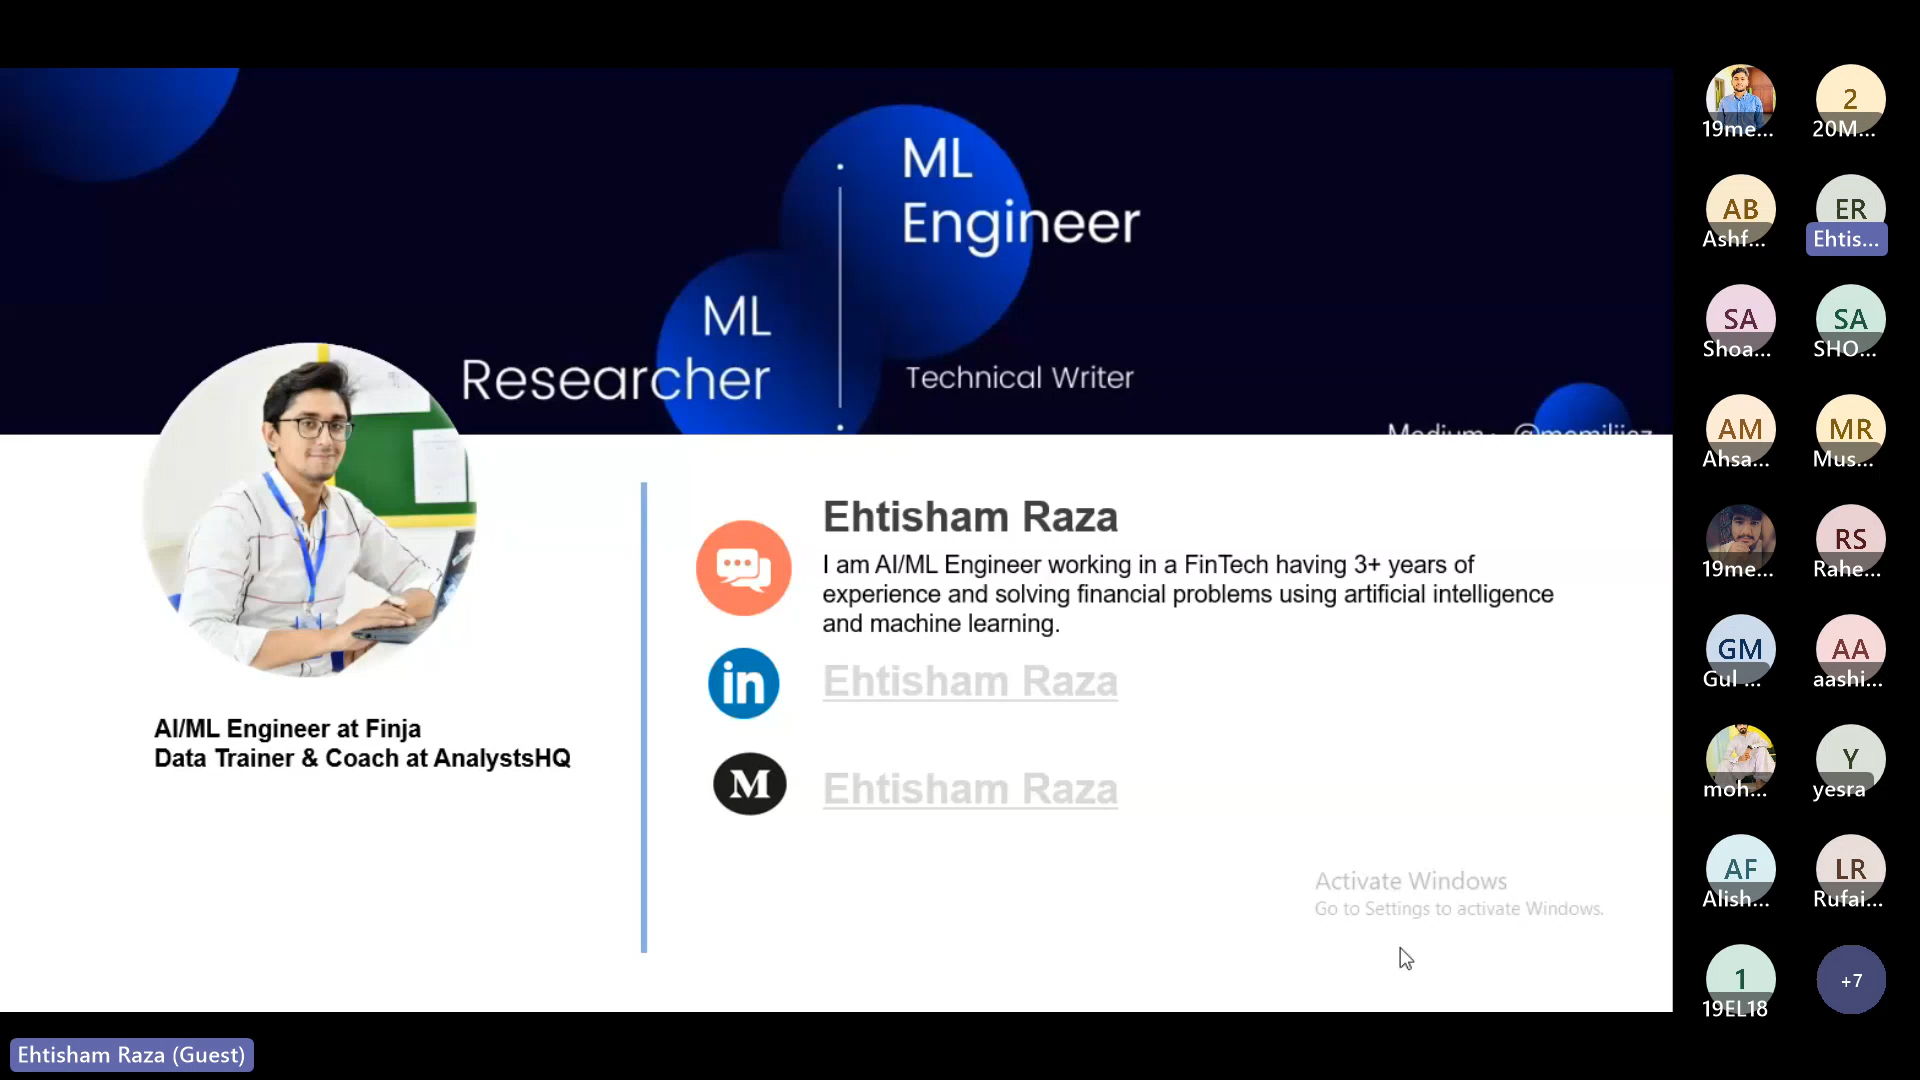 ML
Engineer
ML
Researcher
Technical Writer
Ehtisham Raza
I am AI/ML Engineer working in a FinTech having 3+ years of
experience and solving financial problems using artificial intelligence
and machine learning.
in
Ehtisham Raza
M
Ehtisham Raza
AI/ML Engineer at Finja
Data Trainer & Coach at AnalystsHQ
Activate Windows
Go to Settings to activate Windows.
19me...
2
20M...
AB
Ashf...
ER
Ehtis...
SA
Shoa...
SA
SHO...
AM
Ahsa...
MR
Mus...
19me...
RS
Rahe...
GM
Gul ...
AA
aashi...
moh...
Y
yesra
AF
Alish...
LR
Rufai...
1
19EL18
+7
Ehtisham Raza (Guest)